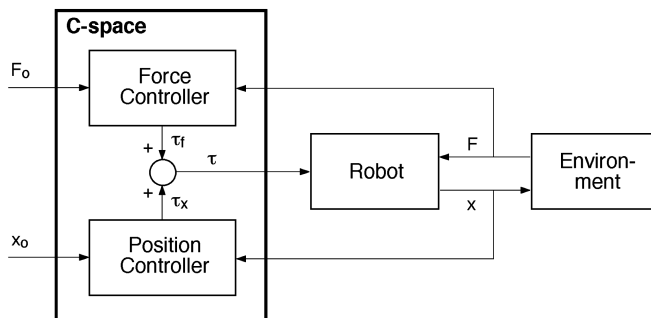 C-space
Fo
Force
Controller
+
τf
τ
F
Robot
Environ-
ment
+
τx
x
xo
Position
Controller